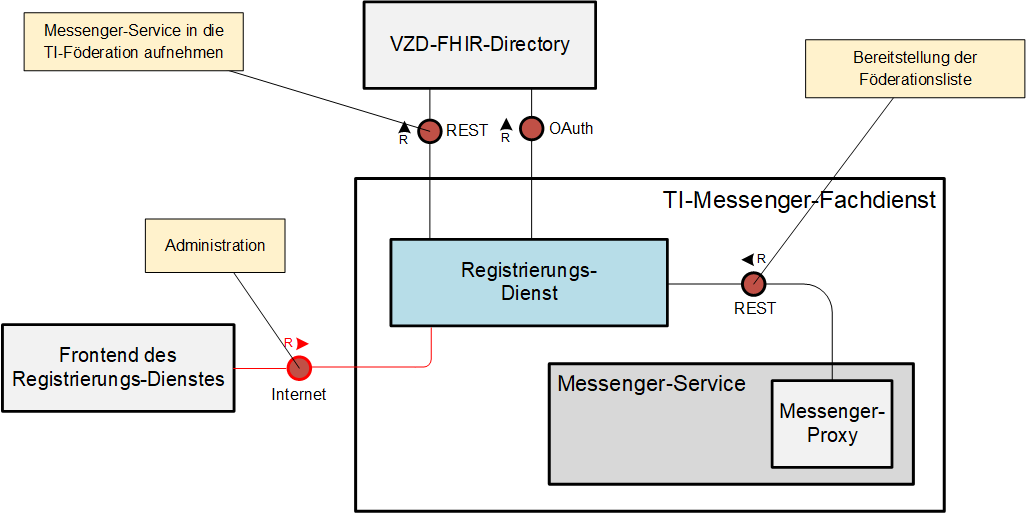 Messenger-Service in die
TI-Föderation aufnehmen
VZD-FHIR-Directory
Bereitstellung der
Föderationsliste
R
REST
R
OAuth
TI-Messenger-Fachdienst
Administration
Registrierungs-
Dienst
R
REST
R
Internet
Frontend des
Registrierungs-Dienstes
Messenger-Service
Messenger-
Proxy